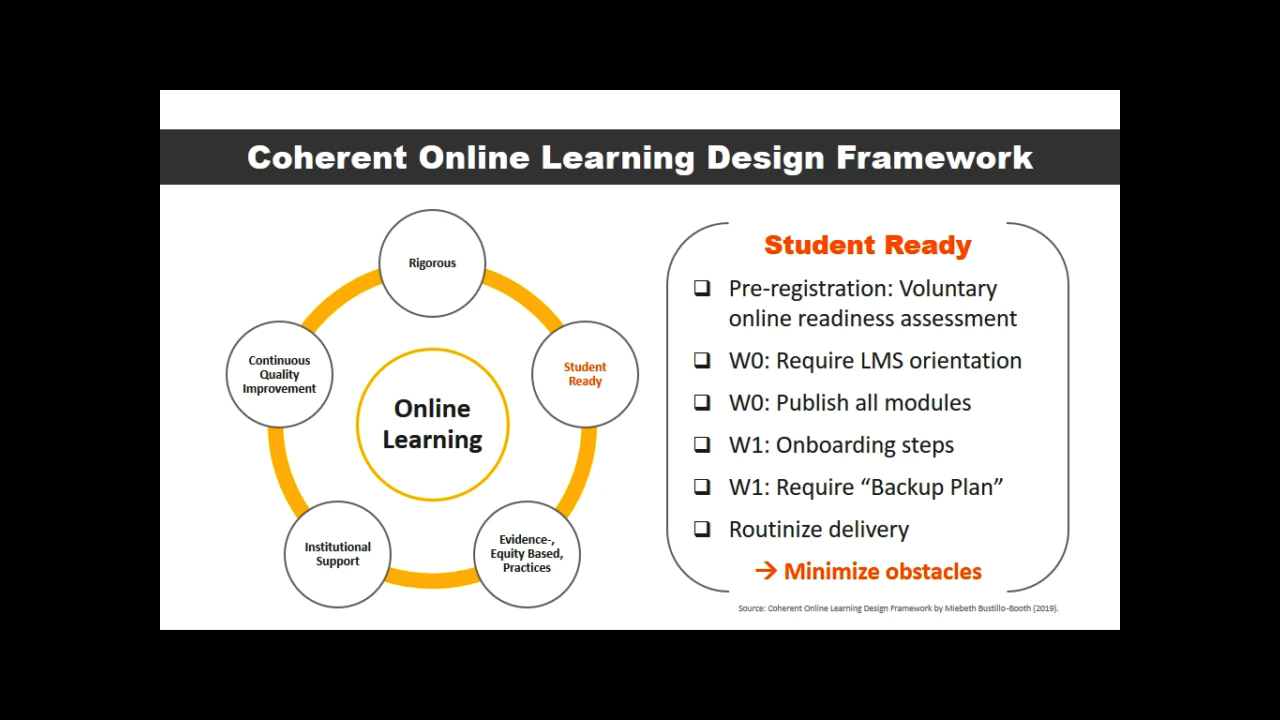 Coherent Online Learning Design Framework
Rigorous
Continuous
Quality
Improvement
Student
Ready
Online
Learning
Institutional
Support
Evidence-,
Equity Based,
Practices
Student Ready
❑ Pre-registration: Voluntary
online readiness assessment
❑ W0: Require LMS orientation
❑ W0: Publish all modules
❑ W1: Onboarding steps
❑ W1: Require “Backup Plan”
❑ Routinize delivery
→ Minimize obstacles
Source: Coherent Online Learning Design Framework by Miebeth Bustillo-Booth (2019).